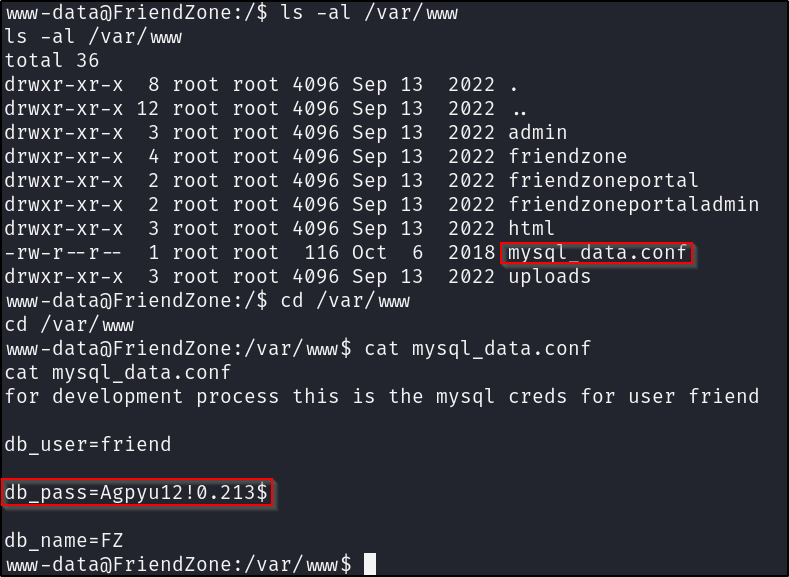 www-data@FriendZone:/$ ls -al /var/www
ls -al /var/www
total 36
drwxr-xr-x  8 root root 4096 Sep 13  2022 .
drwxr-xr-x 12 root root 4096 Sep 13  2022 ..
drwxr-xr-x  3 root root 4096 Sep 13  2022 admin
drwxr-xr-x  4 root root 4096 Sep 13  2022 friendzone
drwxr-xr-x  2 root root 4096 Sep 13  2022 friendzoneportal
drwxr-xr-x  2 root root 4096 Sep 13  2022 friendzoneportaladmin
drwxr-xr-x  3 root root 4096 Sep 13  2022 html
-rw-r--r--  1 root root  116 Oct  6  2018 mysql_data.conf
drwxr-xr-x  3 root root 4096 Sep 13  2022 uploads
www-data@FriendZone:/$ cd /var/www
cd /var/www
www-data@FriendZone:/var/www$ cat mysql_data.conf
cat mysql_data.conf
for development process this is the mysql creds for user friend
db_user=friend
db_pass=Agpyu12!0.213$
db_name=FZ
www-data@FriendZone:/var/www$